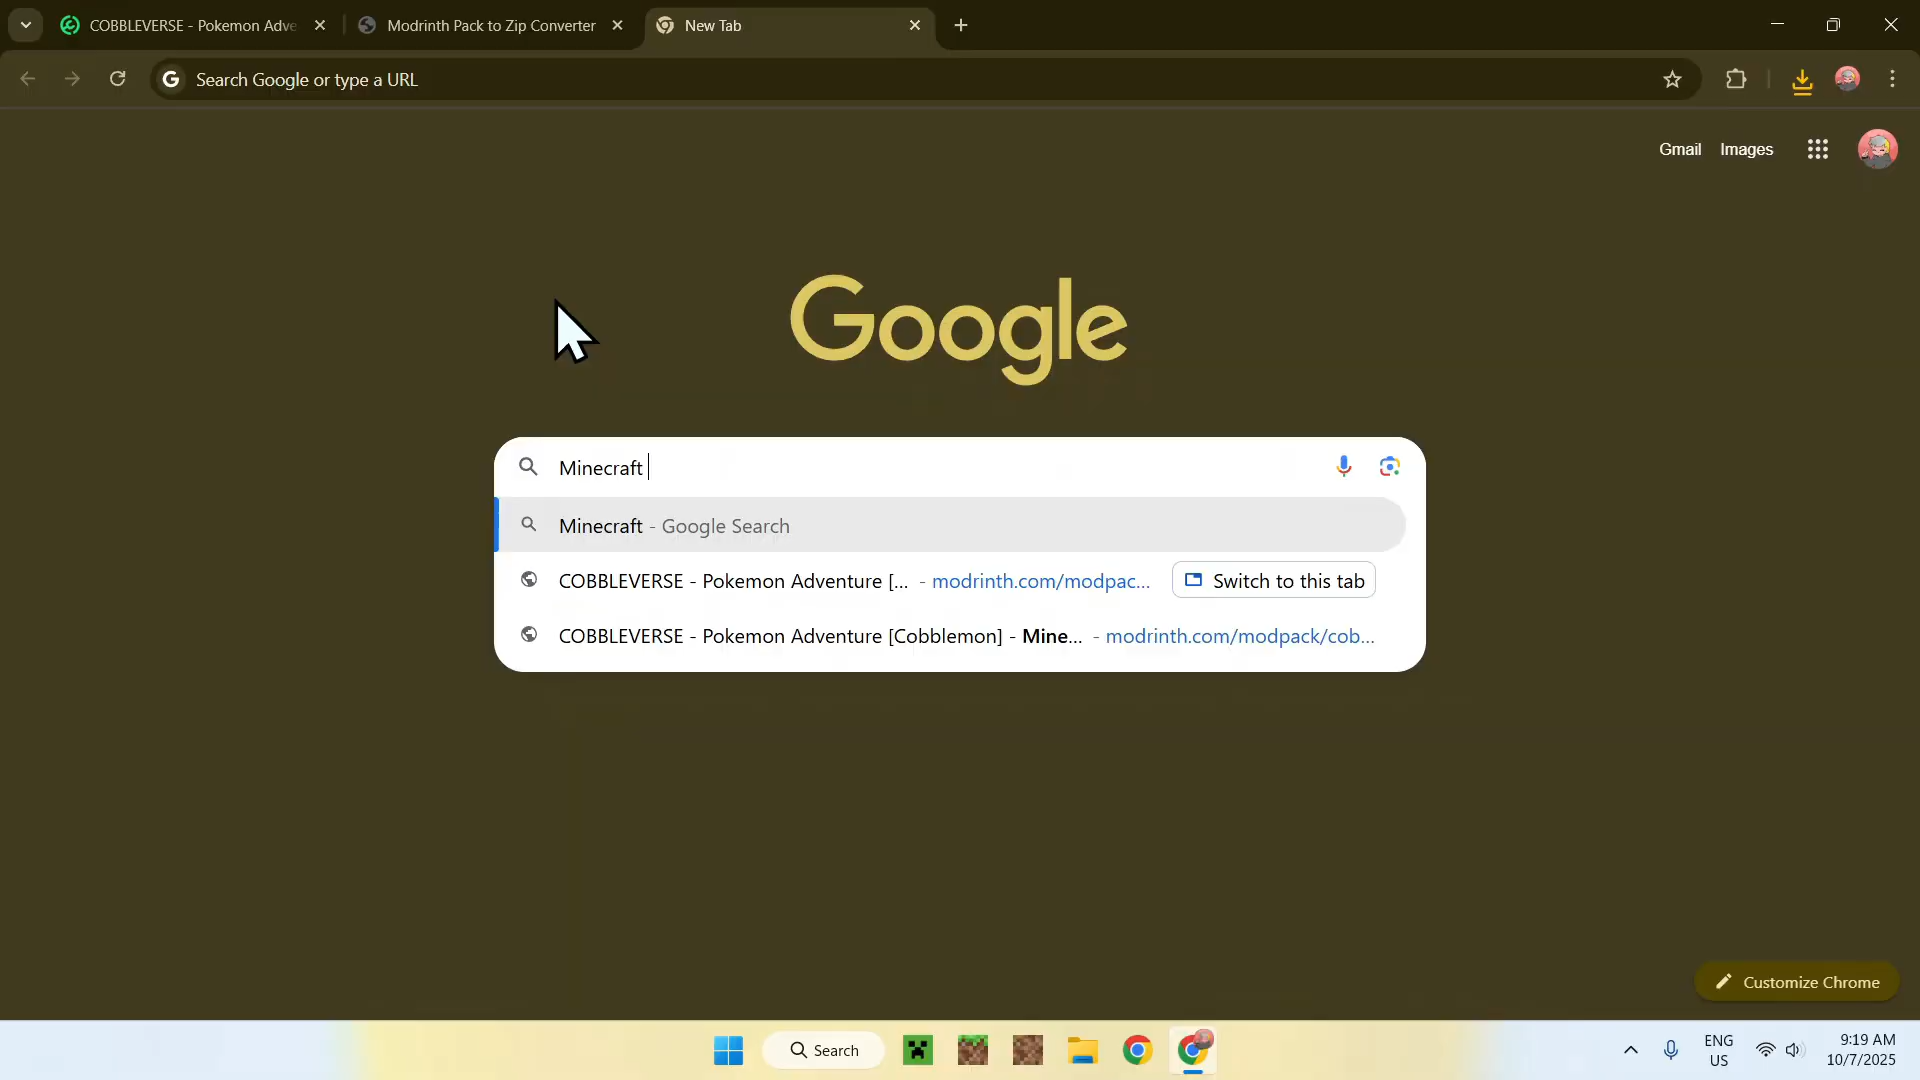 COBBLEVERSE - Pokemon Adve
Modrinth Pack to Zip Converter
New Tab
G Search Google or type a URL
Gmail
Images
Google
Minecraft
Minecraft - Google Search
COBBLEVERSE - Pokemon Adventure [... - modrinth.com/modpac...
Switch to this tab
COBBLEVERSE - Pokemon Adventure [Cobblemon] - Mine... - modrinth.com/modpack/cob...
Customize Chrome
Search
ENG
US
9:19 AM
10/7/2025